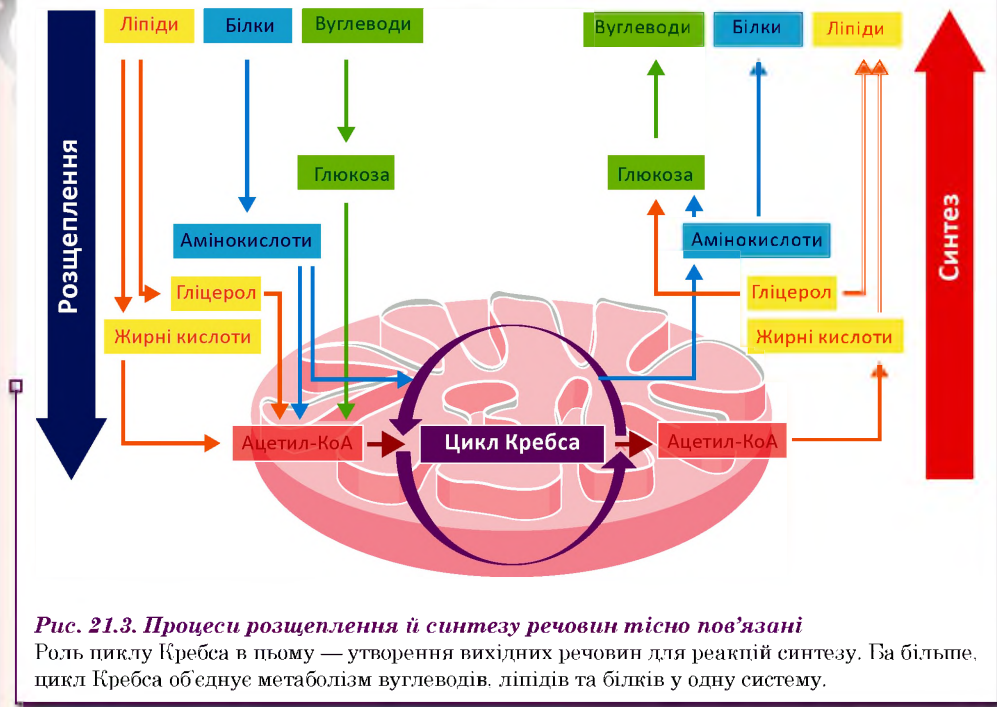 Ліпіди
Білки
Вуглеводи
Вуглеводи
Білки
Ліпіди
Розщеплення
Синтез
Глюкоза
Глюкоза
Амінокислоти
Амінокислоти
Гліцерол
Гліцерол
Жирні кислоти
Жирні кислоти
Ацетил-КоА
Цикл Кребса
Ацетил-КоА
Рис. 21.3. Процеси розщеплення й синтезу речовин тісно пов’язані
Роль циклу Кребса в цьому — утворення вихідних речовин для реакцій синтезу. Ба більше,
цикл Кребса об’єднує метаболізм вуглеводів, ліпідів та білків у одну систему.